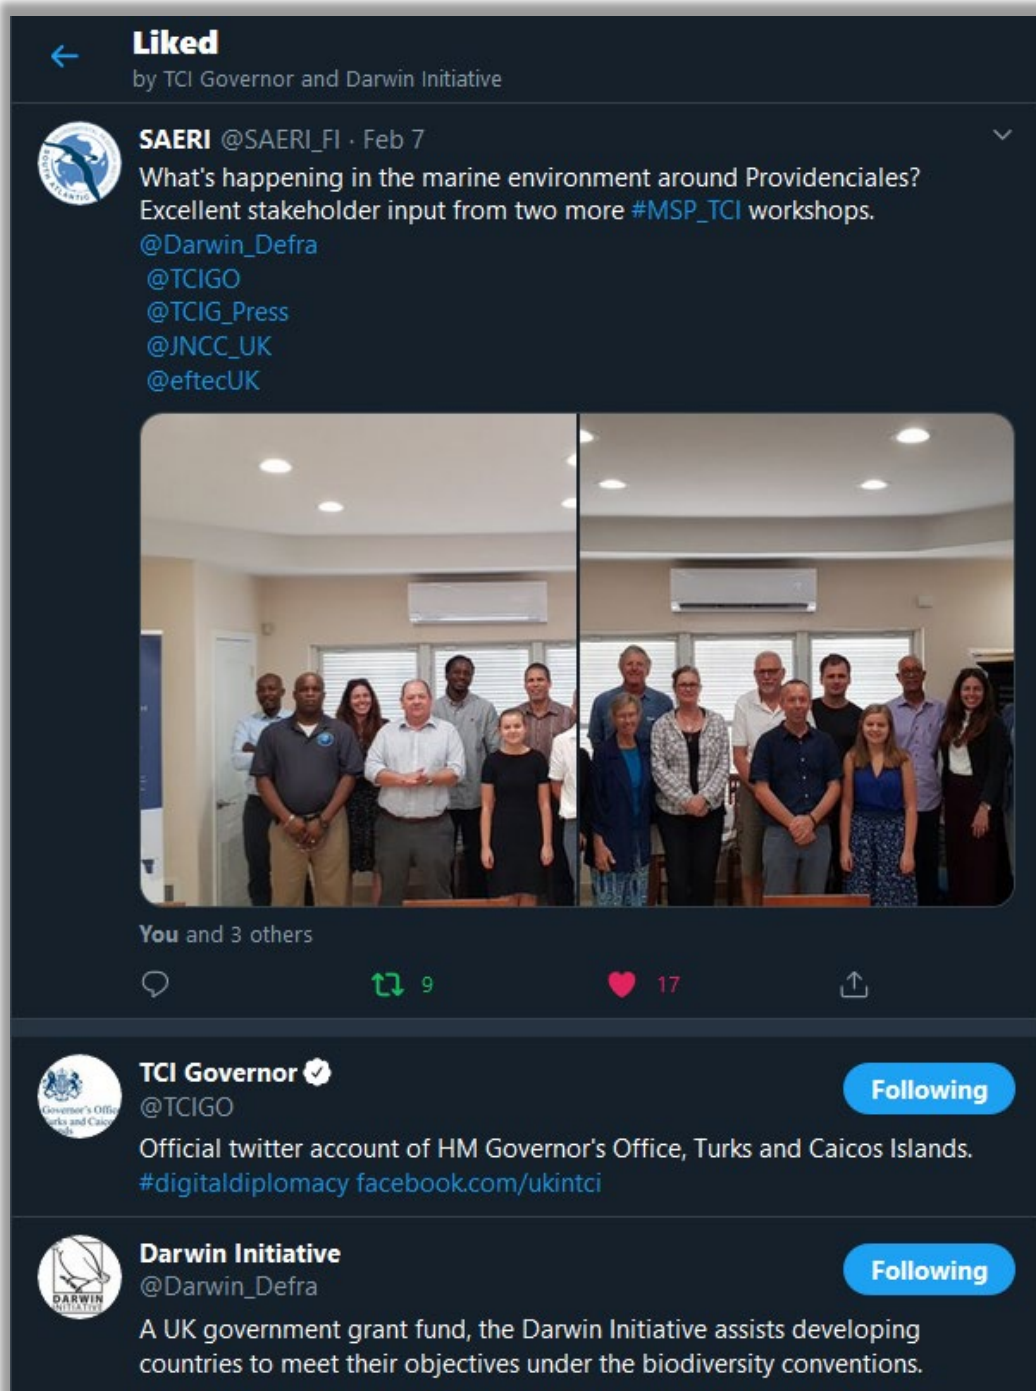 Liked
by TCI Governor and Darwin Initiative
SAERI @SAERI_FI · Feb 7
What's happening in the marine environment around Providenciales?
Excellent stakeholder input from two more #MSP_TCI workshops.
@Darwin_Defra
@TCIGO
@TCIG_Press
@JNCC_UK
@eftecUK
You and 3 others
9
17
TCI Governor
@TCIGO
Following
Official twitter account of HM Governor's Office, Turks and Caicos Islands.
#digitaldiplomacy facebook.com/ukintci
Darwin Initiative
@Darwin_Defra
Following
DARWIN
INITIATIVE
A UK government grant fund, the Darwin Initiative assists developing
countries to meet their objectives under the biodiversity conventions.